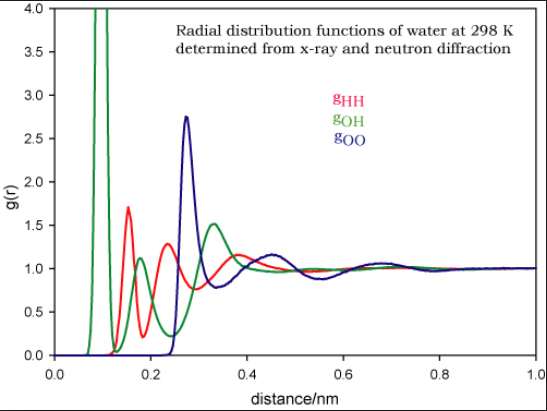 Radial distribution functions of water at 298 K
determined from x-ray and neutron diffraction
gHH
gOH
gOO
4.0
3.5
3.0
2.5
2.0
1.5
1.0
0.5
0.0
g(r)
0.0 0.2 0.4 0.6 0.8 1.0
distance/nm